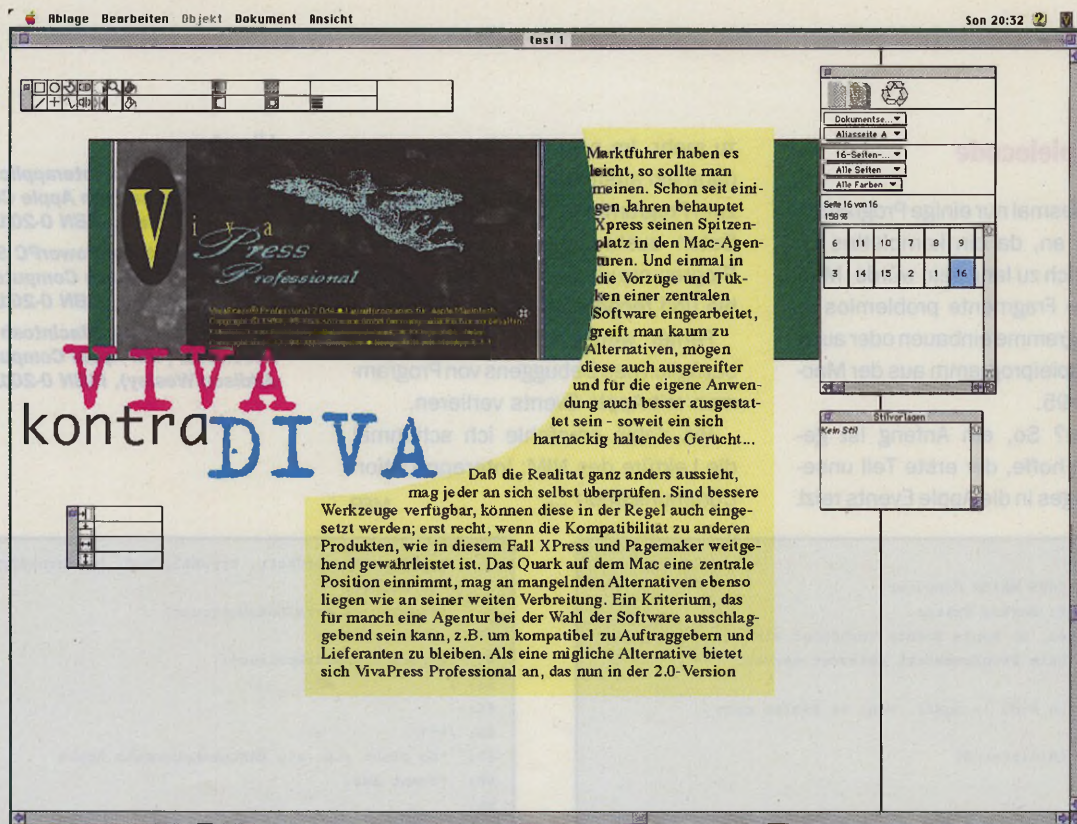 Ablage Bearbeiten Objekt Dokument Ansicht
Son 20:32
test 1
Dokumentse...
Aliasseite A
16-Seiten-...
Alle Seiten
Alle Farben
Seite 16 von 16
158 %
6 11 10 7 8 9
3 14 15 2 1 16
Stilvorlagen
Kein Stil
V
iva
Press
Professional
VIVA
kontra
DIVA
Marktfuhrer haben es
leicht, so sollte man
meinen. Schon seit eini-
gen Jahren behauptet
Xpress seinen Spitzen-
platz in den Mac-Agen-
turen. Und einmal in
die Vorzuge und Tuk-
ken einer zentralen
Software eingearbeitet,
greift man kaum zu
Alternativen, mögen
diese auch ausgereifter
und für die eigene Anwen-
dung auch besser ausgestat-
tet sein - soweit ein sich
hartnackig haltendes Gerucht...
Daß die Realitat ganz anders aussieht,
mag jeder an sich selbst überprufen. Sind bessere
Werkzeuge verfügbar, können diese in der Regel auch einge-
setzt werden; erst recht, wenn die Kompatibilität zu anderen
Produkten, wie in diesem Fall XPress und Pagemaker weitge-
hend gewahrleistet ist. Das Quark auf dem Mac eine zentrale
Position einnimmt, mag an mangelnden Alternativen ebenso
liegen wie an seiner weiten Verbreitung. Ein Kriterium, das
für manch eine Agentur bei der Wahl der Software ausschlag-
gebend sein kann, z.B. um kompatibel zu Auftraggebern und
Lieferanten zu bleiben. Als eine migliche Alternative bietet
sich VivaPress Professional an, das nun in der 2.0-Version